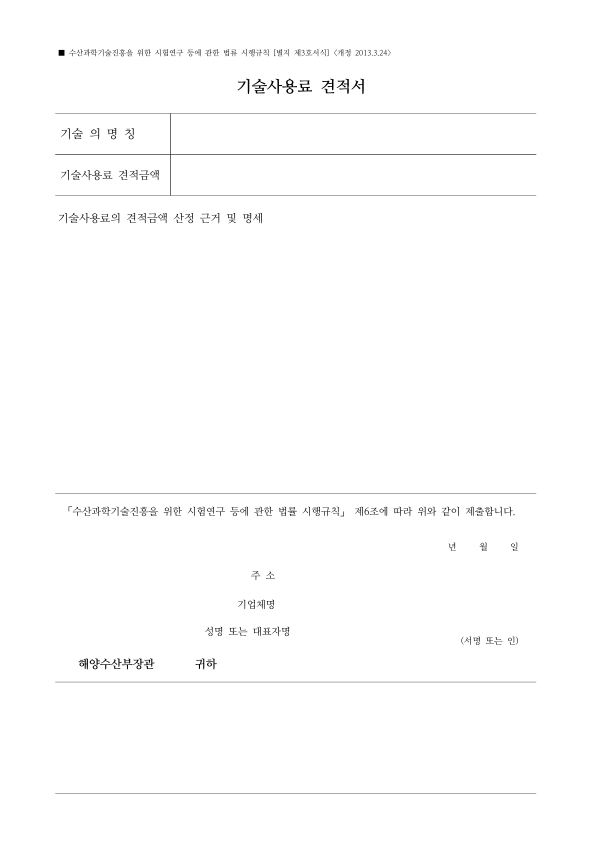 ■ 수산과학기술진흥을 위한 시험연구 등에 관한 법률 시행규칙 [별지 제3호서식] <개정 2013.3.24>
기술사용료 견적서
기술 의 명 칭
기술사용료 견적금액
기술사용료의 견적금액 산정 근거 및 명세
「수산과학기술진흥을 위한 시험연구 등에 관한 법률 시행규칙」 제6조에 따라 위와 같이 제출합니다.
년 월 일
주 소
기업체명
성명 또는 대표자명
(서명 또는 인)
해양수산부장관 귀하